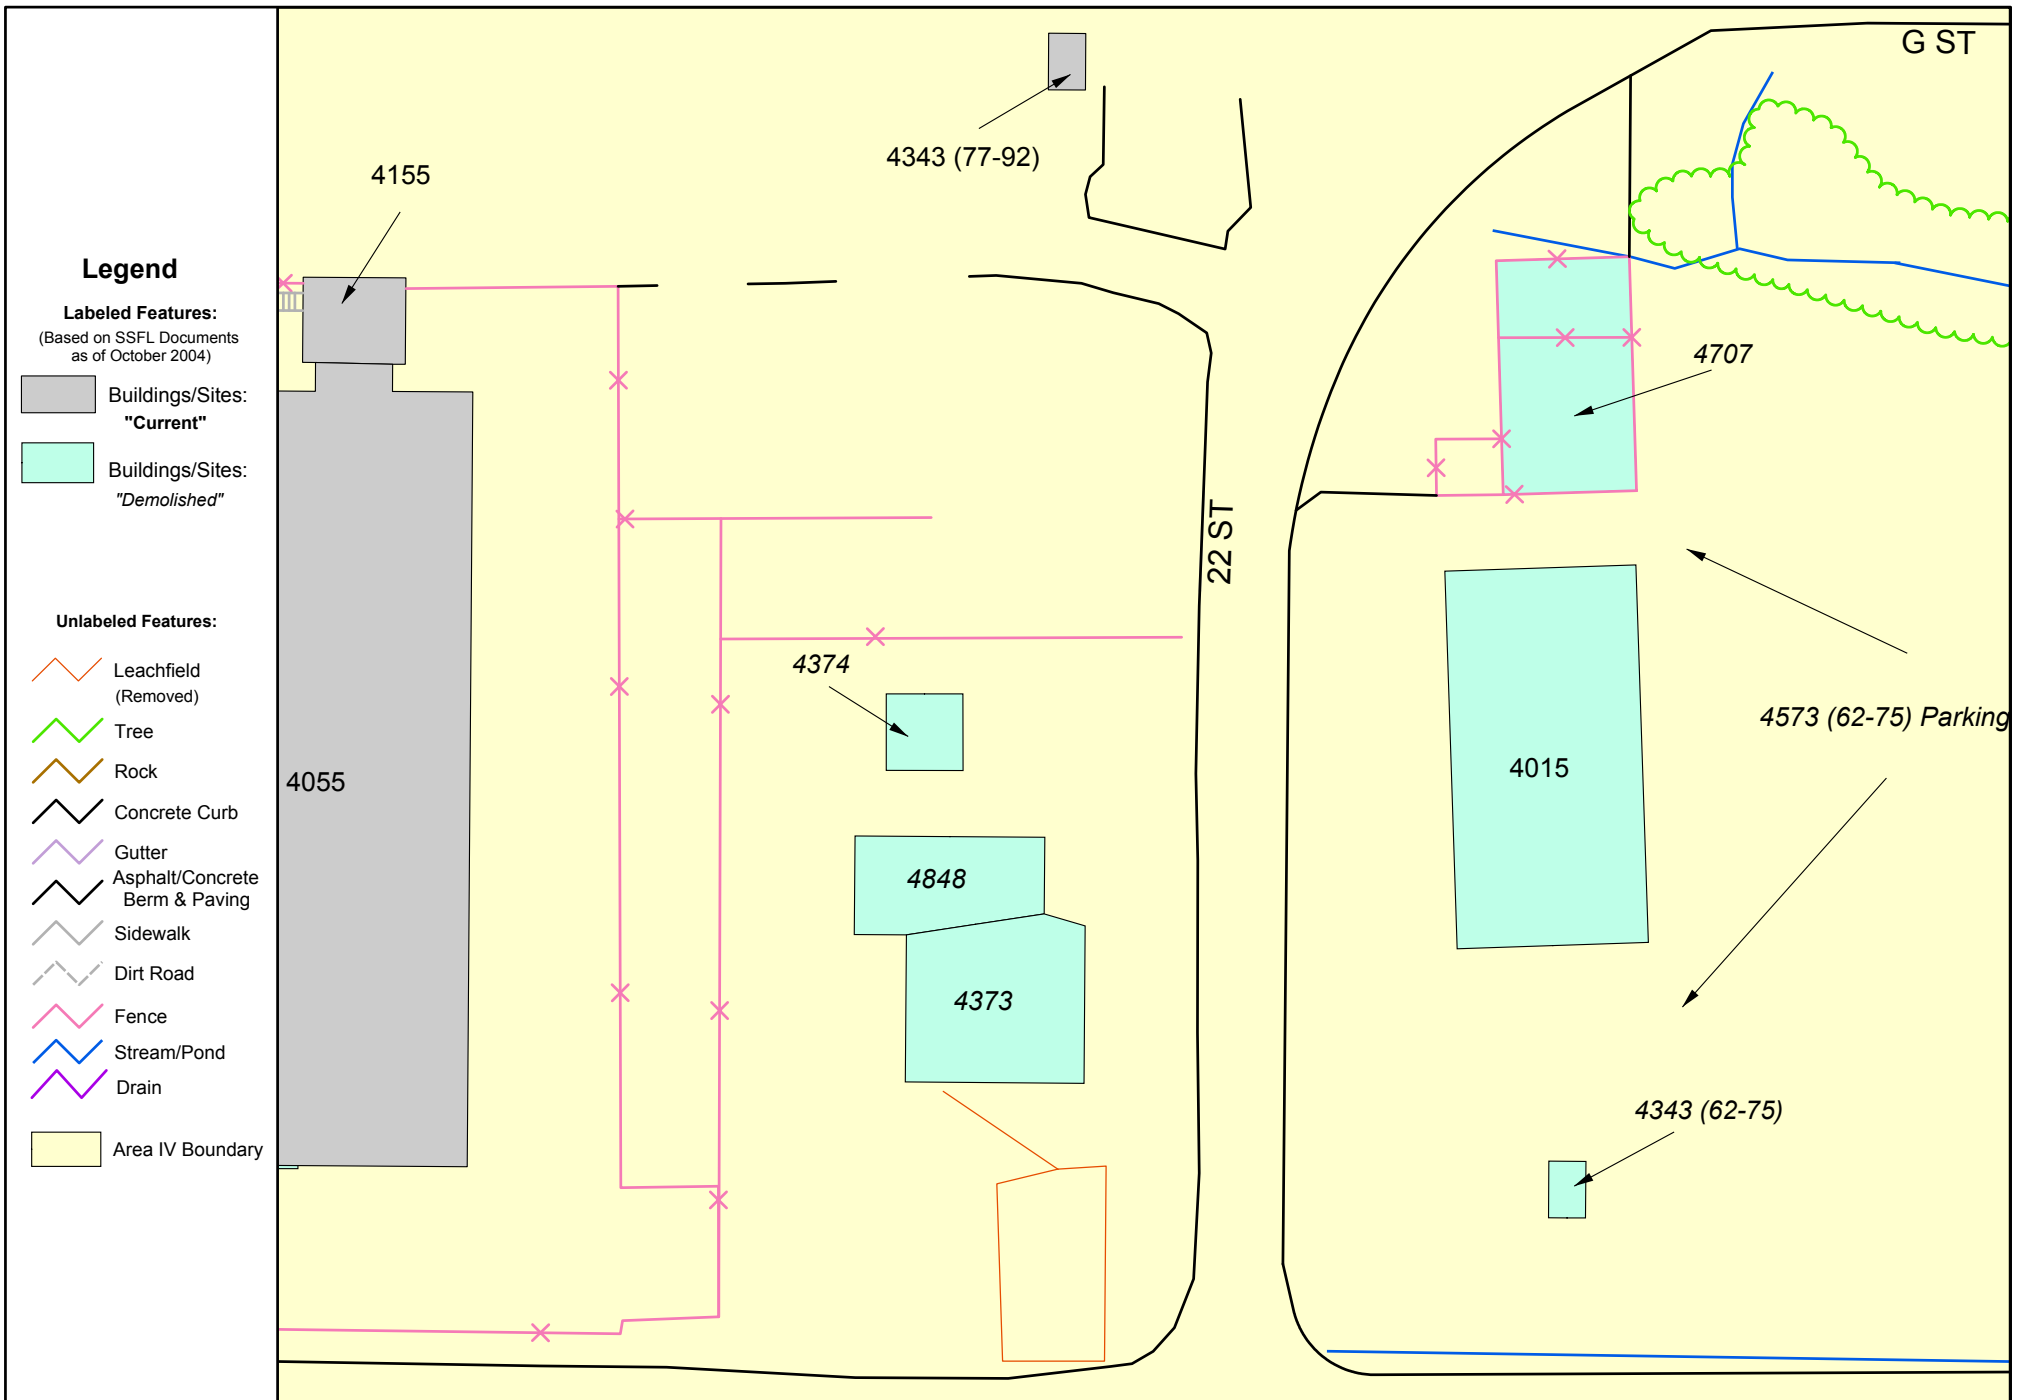 Legend
Labeled Features:
(Based on SSFL Documents
as of October 2004)
Buildings/Sites:
"Current"
Buildings/Sites:
"Demolished"
Unlabeled Features:
Leachfield
(Removed)
Tree
Rock
Concrete Curb
Gutter
Asphalt/Concrete
Berm & Paving
Sidewalk
Dirt Road
Fence
Stream/Pond
Drain
Area IV Boundary
G ST
4343 (77-92)
4155
4707
22 ST
4374
4573 (62-75) Parking
4015
4055
4848
4373
4343 (62-75)